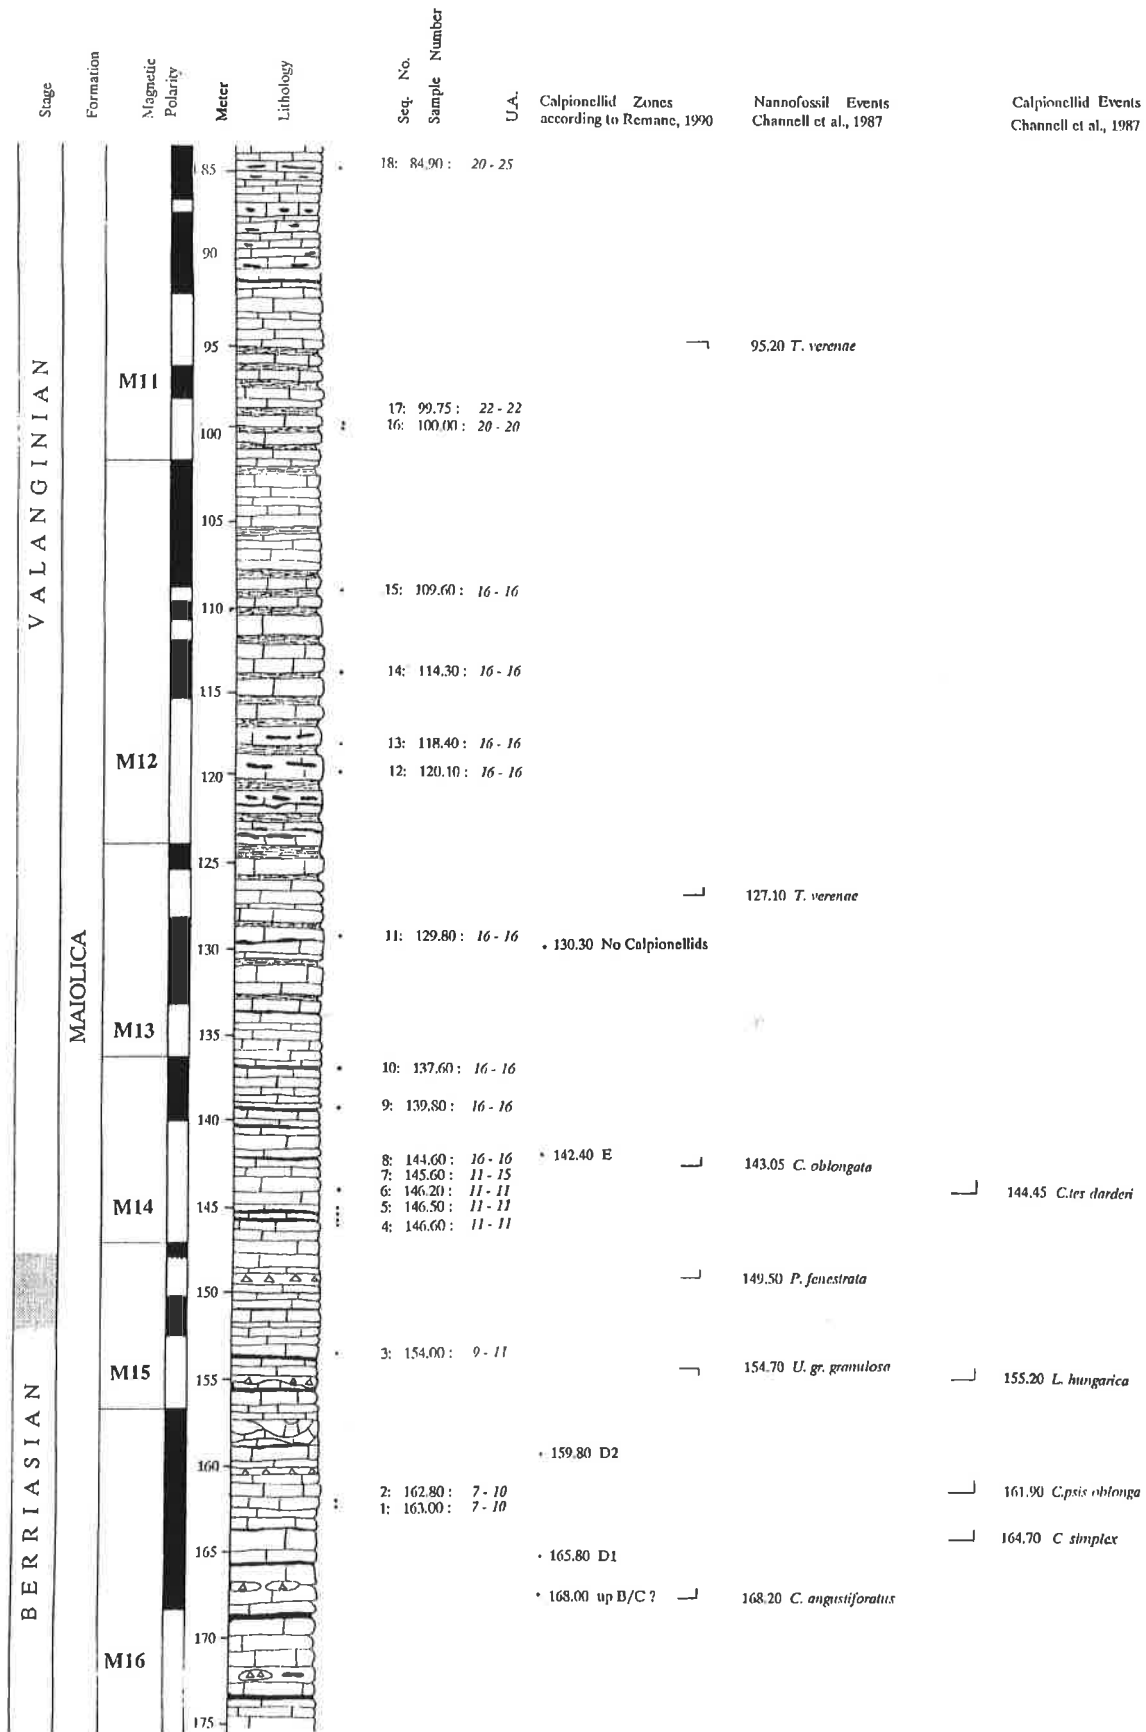 Stage
Formation
Magnetic
Polarity
Meter
Lithology
Seq. No.
Sample Number
U.A.
Calpionellid Zones
according to Remane, 1990
Nannofossil Events
Channell et al., 1987
Calpionellid Events
Channell et al., 1987
85
18: 84.90: 20 - 25
90
95
95.20 T. verenae
VALANGINIAN
M11
17: 99.75: 22 - 22
16: 100.00: 20 - 20
100
105
15: 109.60: 16 - 16
110
14: 114.30: 16 - 16
115
13: 118.40: 16 - 16
M12
12: 120.10: 16 - 16
120
125
127.10 T. verenae
11: 129.80: 16 - 16
130.30 No Calpionellids
130
MAIOLICA
M13
135
10: 137.60: 16 - 16
9: 139.80: 16 - 16
140
8: 144.60: 16 - 16
142.40 E
143.05 C. oblongata
7: 145.60: 11 - 15
6: 146.20: 11 - 11
144.45 C.tes darderi
5: 146.50: 11 - 11
M14
145
4: 146.60: 11 - 11
149.50 P. fenestrata
150
3: 154.00: 9 - 11
M15
154.70 U. gr. granulosa
155
155.20 L. hungarica
BERRIASIAN
159.80 D2
160
2: 162.80: 7 - 10
161.90 C.psis oblonga
1: 163.00: 7 - 10
164.70 C simplex
165
165.80 D1
168.00 up B/C ?
168.20 C. angustiforatus
170
M16
175